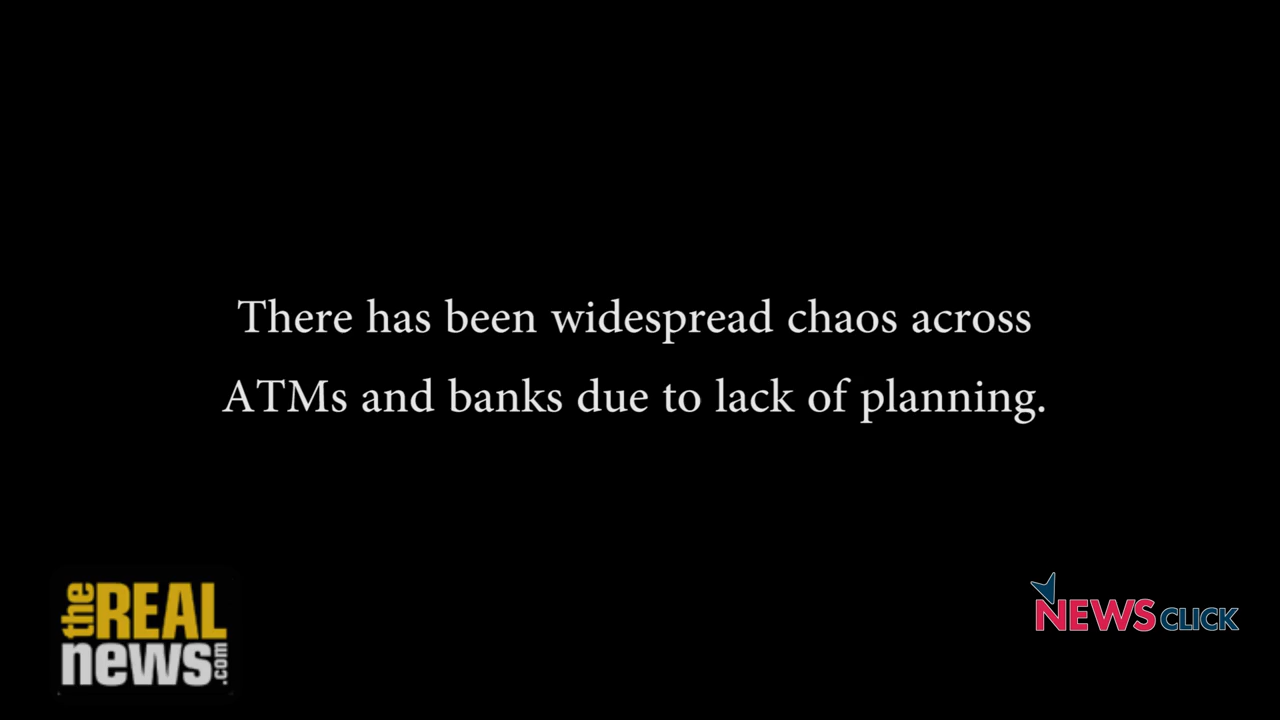 There has been widespread chaos across
ATMs and banks due to lack of planning.
the REAL
news.com
NEWSCLICK